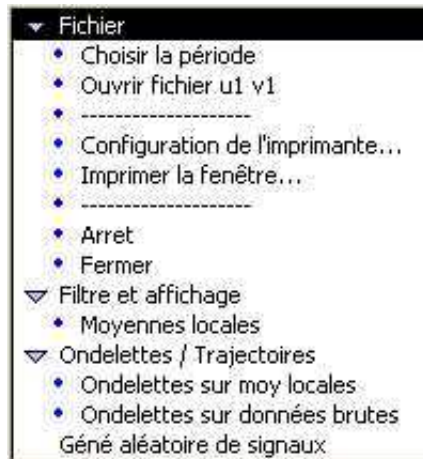 Fichier
Choisir la période
Ouvrir fichier u1 v1
-------------------
Configuration de l'imprimante...
Imprimer la fenêtre...
-------------------
Arret
Fermer
Filtre et affichage
Moyennes locales
Ondelettes / Trajectoires
Ondelettes sur moy locales
Ondelettes sur données brutes
Géné aléatoire de signaux